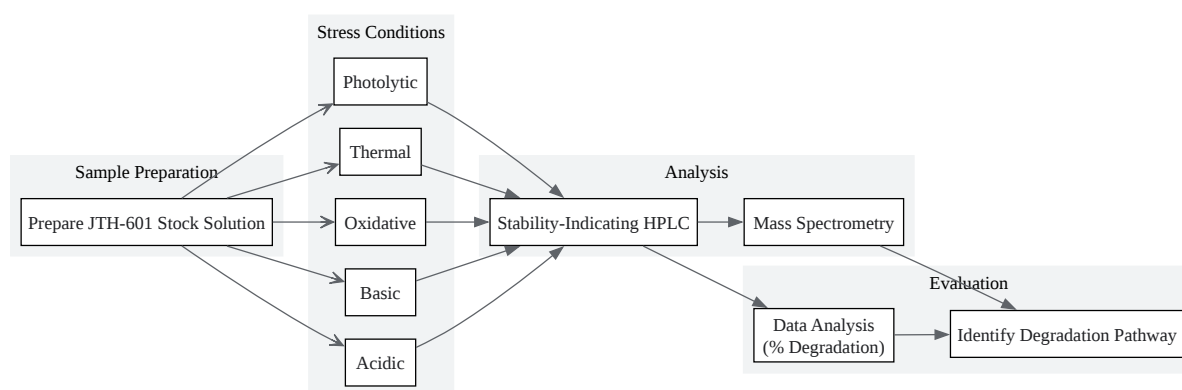 Stress Conditions
Photolytic
Thermal
Sample Preparation
Analysis
Prepare JTH-601 Stock Solution
Oxidative
Stability-Indicating HPLC
Mass Spectrometry
Basic
Evaluation
Data Analysis
(% Degradation)
Identify Degradation Pathway
Acidic